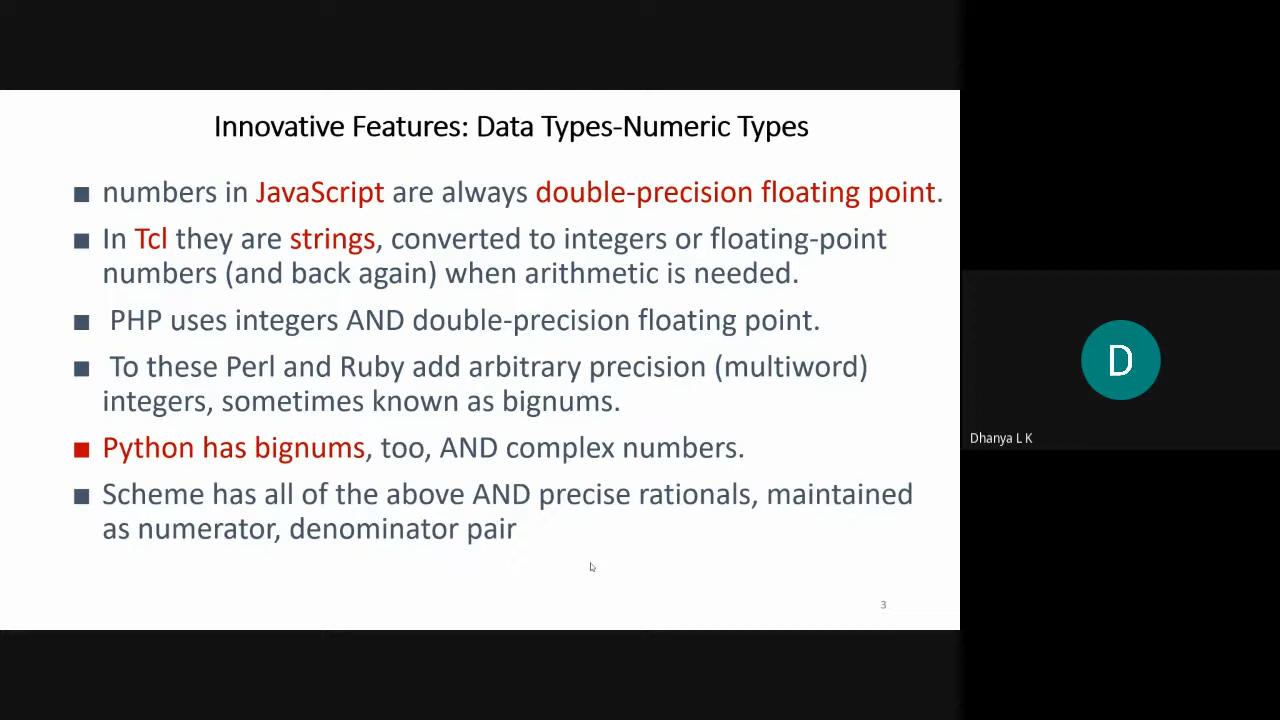 Innovative Features: Data Types-Numeric Types
■ numbers in JavaScript are always double-precision floating point.
■ In Tcl they are strings, converted to integers or floating-point
numbers (and back again) when arithmetic is needed.
■ PHP uses integers AND double-precision floating point.
■ To these Perl and Ruby add arbitrary precision (multiword)
integers, sometimes known as bignums.
■ Python has bignums, too, AND complex numbers.
■ Scheme has all of the above AND precise rationals, maintained
as numerator, denominator pair
3
D
Dhanya L K